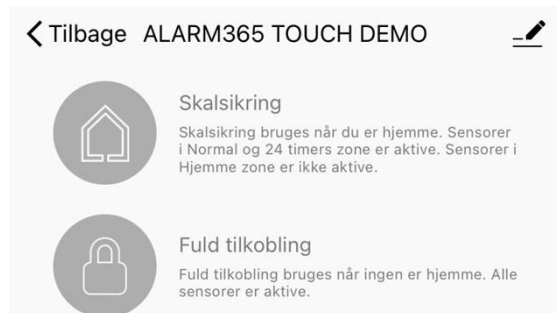 Tilbage ALARM365 TOUCH DEMO
Skalsikring
Skalsikring bruges når du er hjemme. Sensorer
i Normal og 24 timers zone er aktive. Sensorer i
Hjemme zone er ikke aktive.
Fuld tilkobling
Fuld tilkobling bruges når ingen er hjemme. Alle
sensorer er aktive.